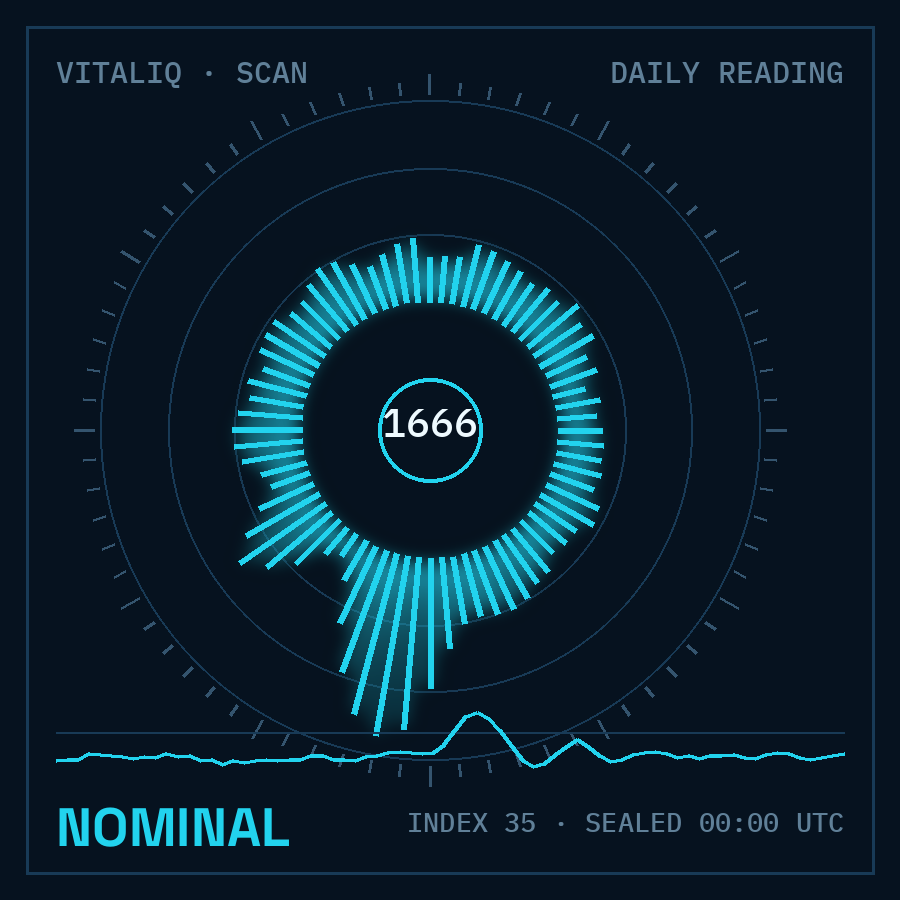 VITALIQ · SCAN
DAILY READING
1666
NOMINAL
INDEX 35 · SEALED 00:00 UTC